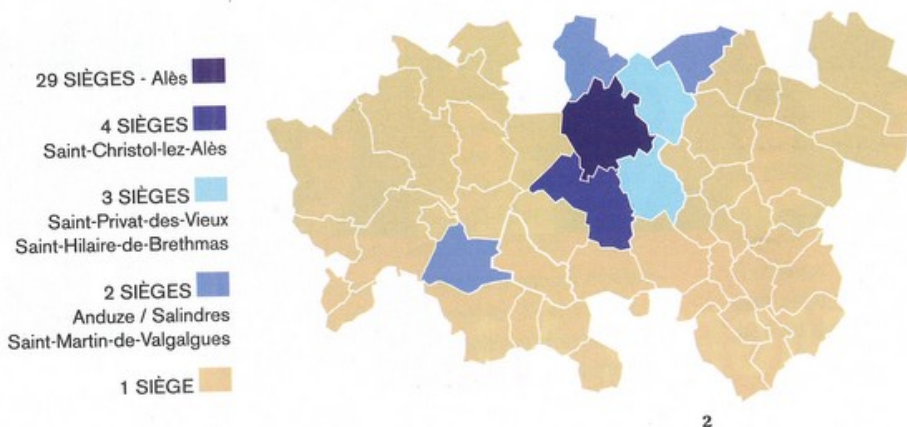 29 SIÈGES - Alès
4 SIÈGES
Saint-Christol-lez-Alès
3 SIÈGES
Saint-Privat-des-Vieux
Saint-Hilaire-de-Brethmas
2 SIÈGES
Anduze / Salindres
Saint-Martin-de-Valgalgues
1 SIÈGE
2